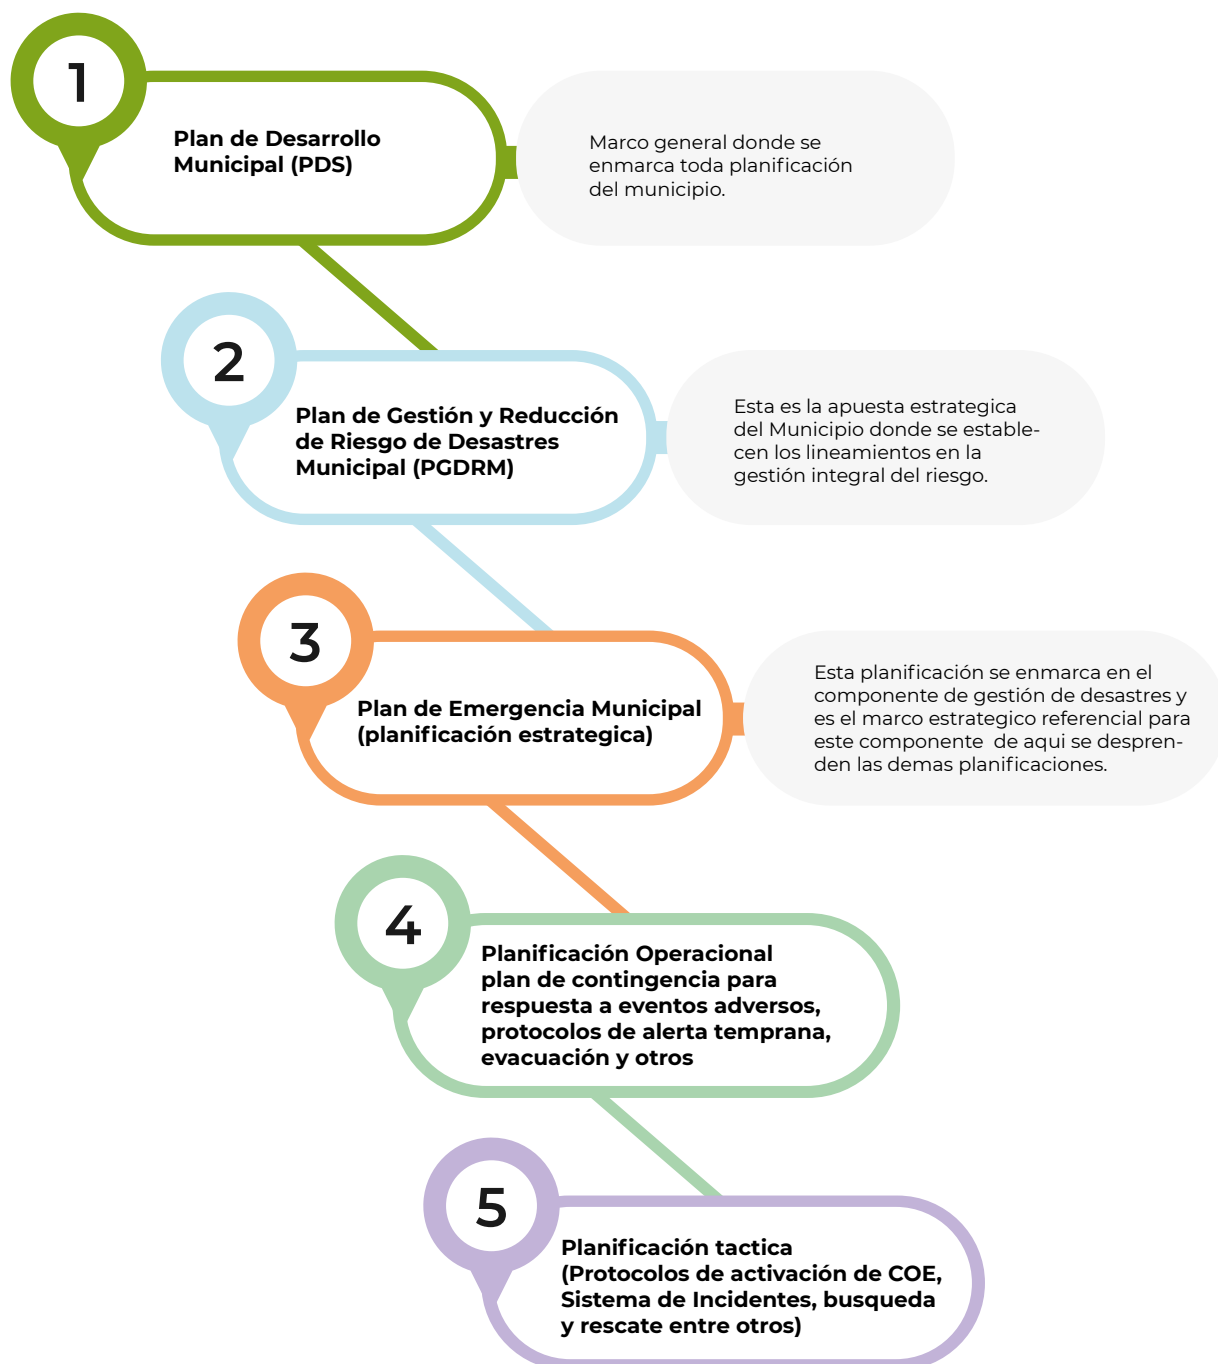 1
Plan de Desarrollo
Municipal (PDS)
Marco general donde se
enmarca toda planificación
del municipio.
2
Plan de Gestión y Reducción
de Riesgo de Desastres
Municipal (PGDRM)
Esta es la apuesta estrategica
del Municipio donde se estable-
cen los lineamientos en la
gestión integral del riesgo.
3
Plan de Emergencia Municipal
(planificación estrategica)
Esta planificación se enmarca en el
componente de gestión de desastres y
es el marco estrategico referencial para
este componente  de aqui se despren-
den las demas planificaciones.
4
Planificación Operacional
plan de contingencia para
respuesta a eventos adversos,
protocolos de alerta temprana,
evacuación y otros
5
Planificación tactica
(Protocolos de activación de COE,
Sistema de Incidentes, busqueda
y rescate entre otros)